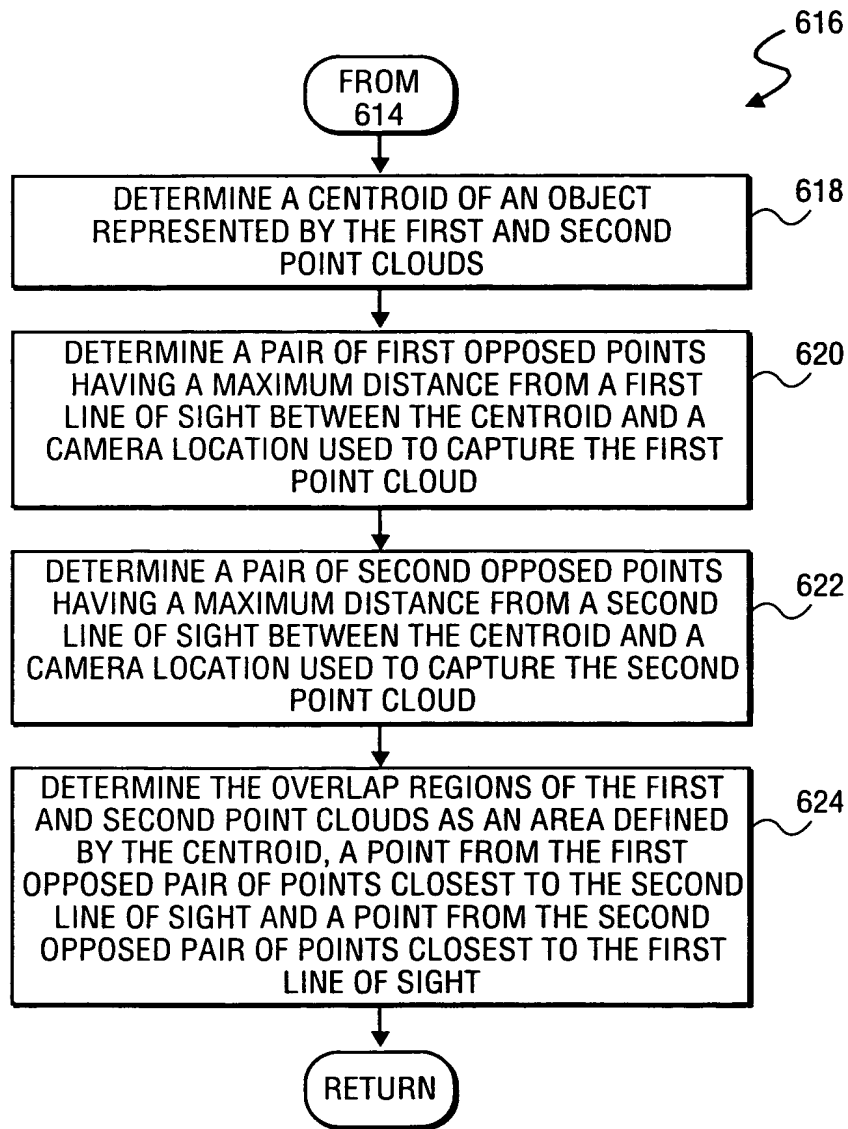 616
FROM
614
DETERMINE A CENTROID OF AN OBJECT
REPRESENTED BY THE FIRST AND SECOND
POINT CLOUDS
618
DETERMINE A PAIR OF FIRST OPPOSED POINTS
HAVING A MAXIMUM DISTANCE FROM A FIRST
LINE OF SIGHT BETWEEN THE CENTROID AND A
CAMERA LOCATION USED TO CAPTURE THE FIRST
POINT CLOUD
620
DETERMINE A PAIR OF SECOND OPPOSED POINTS
HAVING A MAXIMUM DISTANCE FROM A SECOND
LINE OF SIGHT BETWEEN THE CENTROID AND A
CAMERA LOCATION USED TO CAPTURE THE SECOND
POINT CLOUD
622
DETERMINE THE OVERLAP REGIONS OF THE FIRST
AND SECOND POINT CLOUDS AS AN AREA DEFINED
BY THE CENTROID, A POINT FROM THE FIRST
OPPOSED PAIR OF POINTS CLOSEST TO THE SECOND
LINE OF SIGHT AND A POINT FROM THE SECOND
OPPOSED PAIR OF POINTS CLOSEST TO THE FIRST
LINE OF SIGHT
624
RETURN